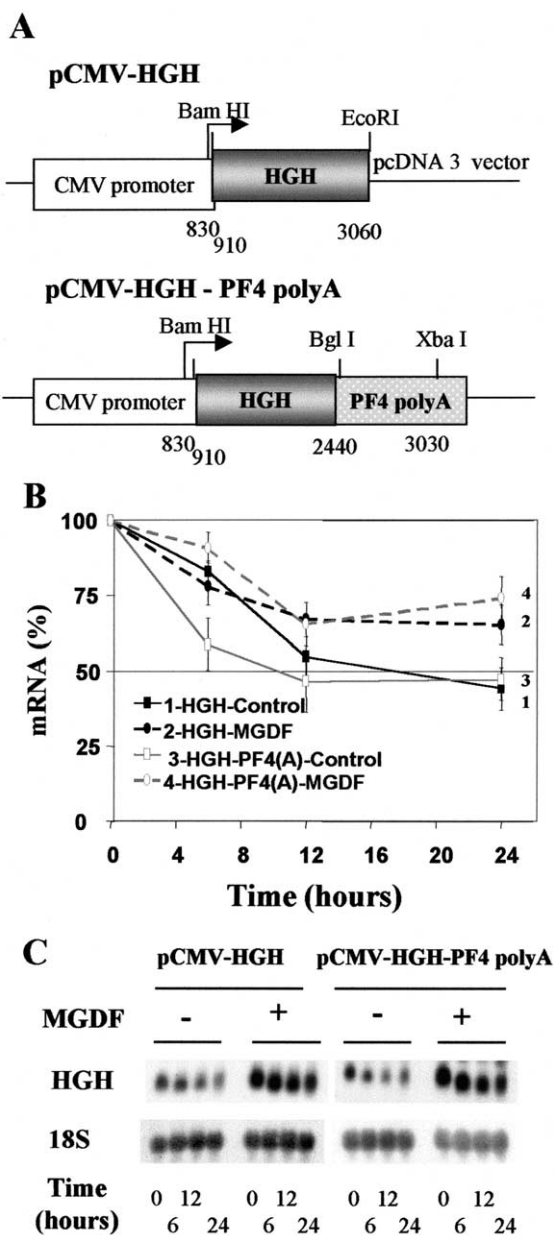 A
pCMV-HGH
Bam HI EcoRI
CMV promoter HGH pcDNA 3 vector
830 910 3060
pCMV-HGH - PF4 polyA
Bam HI Bgl I Xba I
CMV promoter HGH PF4 polyA
830 910 2440 3030
B
mRNA (%)
100
75
50
25
0
4
2
3
1
1-HGH-Control
2-HGH-MGDF
3-HGH-PF4(A)-Control
4-HGH-PF4(A)-MGDF
0 4 8 12 16 20 24
Time (hours)
C
pCMV-HGH pCMV-HGH-PF4 polyA
MGDF - + - +
HGH
18S
Time 0 12 0 12 0 12 0 12
(hours) 6 24 6 24 6 24 6 24